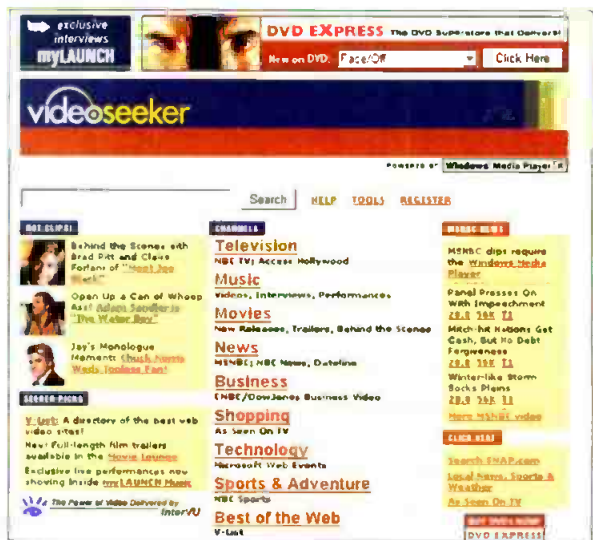 exclusive
interviews
myLAUNCH
DVD EXPRESS The DVD Superstore that Delivers!
New on DVD: Face/Off Click Here
videoseeker
POWERED BY Windows Media Player
Search HELP TOOLS REGISTER
HOT CLIPS!
Behind the Scenes with
Brad Pitt and Claire
Forlani of "Meet Joe
Black"
Open Up a Can of Whoop
Ass! Adam Sandler is
"The Water Boy"
Jay's Monologue
Moment: Chuck Norris
Weds Toolless Fan!
SEEKER PICKS
V-List: A directory of the best web
video sites!
New! Full-length film trailers
available in the Movie Lounge
Exclusive live performances now
showing inside myLAUNCH Music
The Power of Video Delivered by
InterVU
CHANNELS
Television
NBC TV; Access Hollywood
Music
Videos, Interviews, Performances
Movies
New Releases, Trailers, Behind the Scenes
News
MSNBC; NBC News, Dateline
Business
CNBC/DowJones Business Video
Shopping
As Seen On TV
Technology
Microsoft Web Events
Sports & Adventure
NBC Sports
Best of the Web
V-List
MSNBC NEWS
MSNBC clips require
the Windows Media
Player
Panel Presses On
With Impeachment
28.8 56K T1
Mitch-hit Nations Get
Cash, But No Debt
Forgiveness
28.8 56K T1
Winter-like Storm
Socks Plains
28.8 56K T1
More MSNBC video
CLICK HERE
Search SNAP.com
Local News, Sports &
Weather
As Seen On TV
BUY DVDs NOW!
DVD EXPRESS